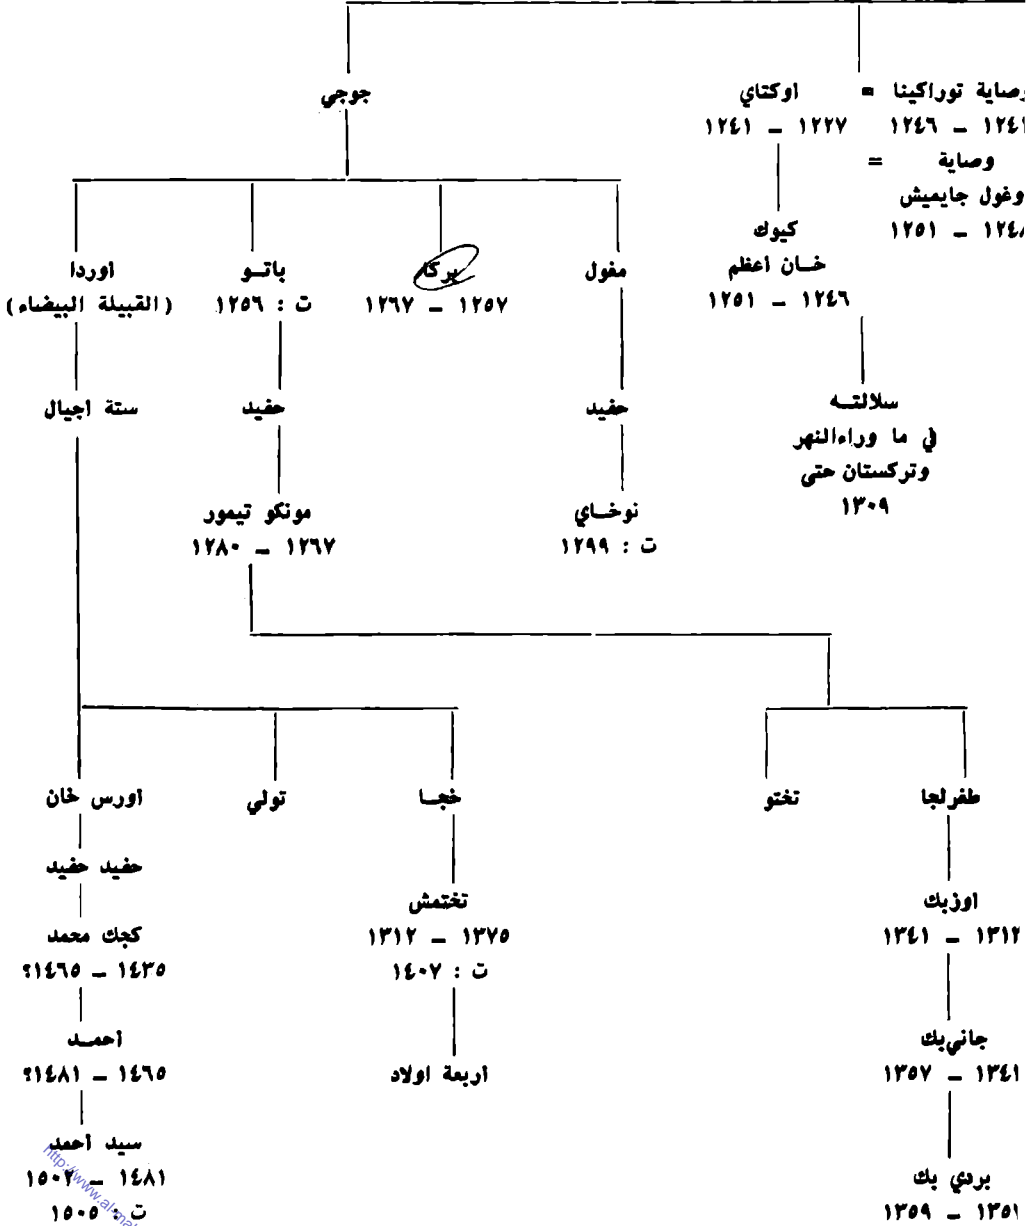 وصاية توراكينا =
اوكتاي
جوجي
١٢٤١ – ١٢٤٦
١٢٢٧ – ١٢٤١
وصاية =
وغول جايميش
١٢٤٨ – ١٢٥١
كيوك
خان اعظم
١٢٤٦ – ١٢٥١
مغول
بركا
١٢٥٧ – ١٢٦٧
باتو
ت : ١٢٥٦
اوردا
(القبيلة البيضاء)
سلالته
في ما وراءالنهر
وتركستان حتى
١٣٠٩
حفيد
حفيد
ستة اجيال
نوخاي
ت : ١٢٩٩
مونكو تيمور
١٢٦٧ – ١٢٨٠
طغرلجا
تختو
خجا
تولي
اورس خان
حفيد حفيد
اوزبك
١٣١٢ – ١٣٤١
تختمش
١٣٧٥ – ١٣١٢
ت : ١٤٠٧
كجك محمد
١٤٣٥ – ١٤٦٥؟
جاني بك
١٣٤١ – ١٣٥٧
اربعة اولاد
احمد
١٤٦٥ – ١٤٨١؟
بردي بك
١٣٥١ – ١٣٥٩
سيد احمد
١٤٨١ – ١٥٠٢
ت : ١٥٠٥